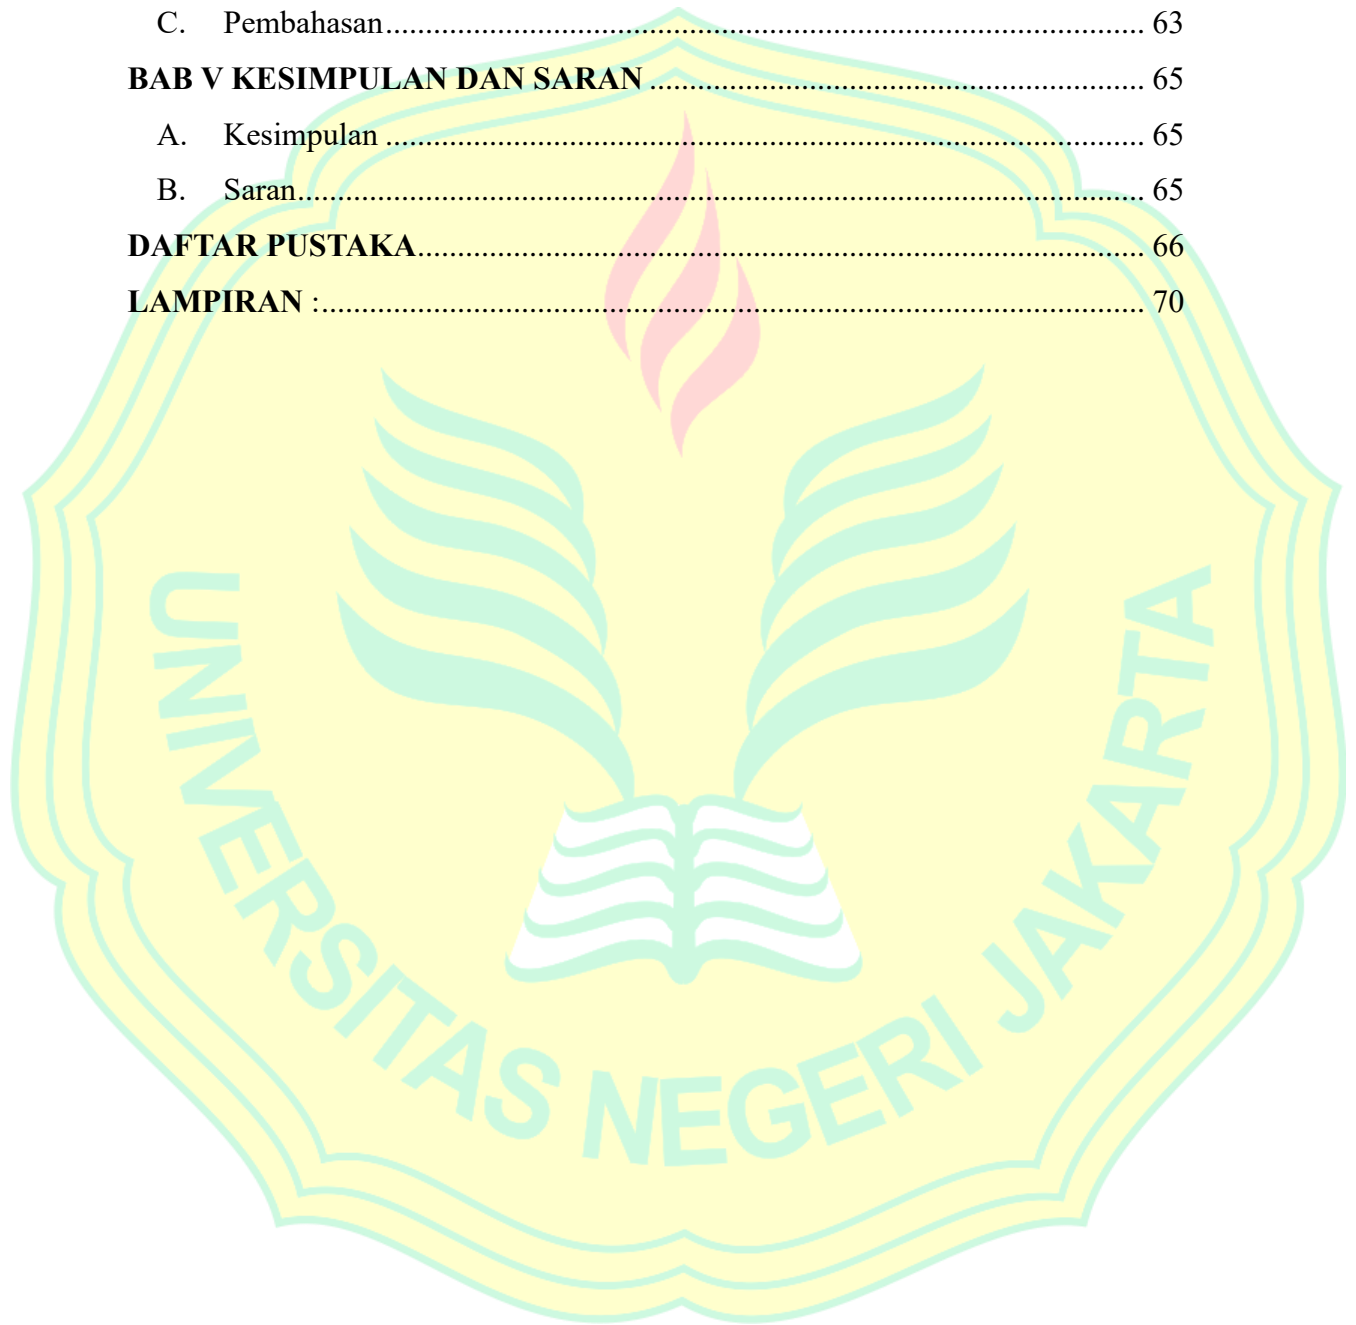 C. Pembahasan........................................................................................... 63
BAB V KESIMPULAN DAN SARAN ............................................................ 65
A. Kesimpulan ........................................................................................... 65
B. Saran...................................................................................................... 65
DAFTAR PUSTAKA........................................................................................ 66
LAMPIRAN :.................................................................................................... 70
UNIVERSITAS NEGERI JAKARTA